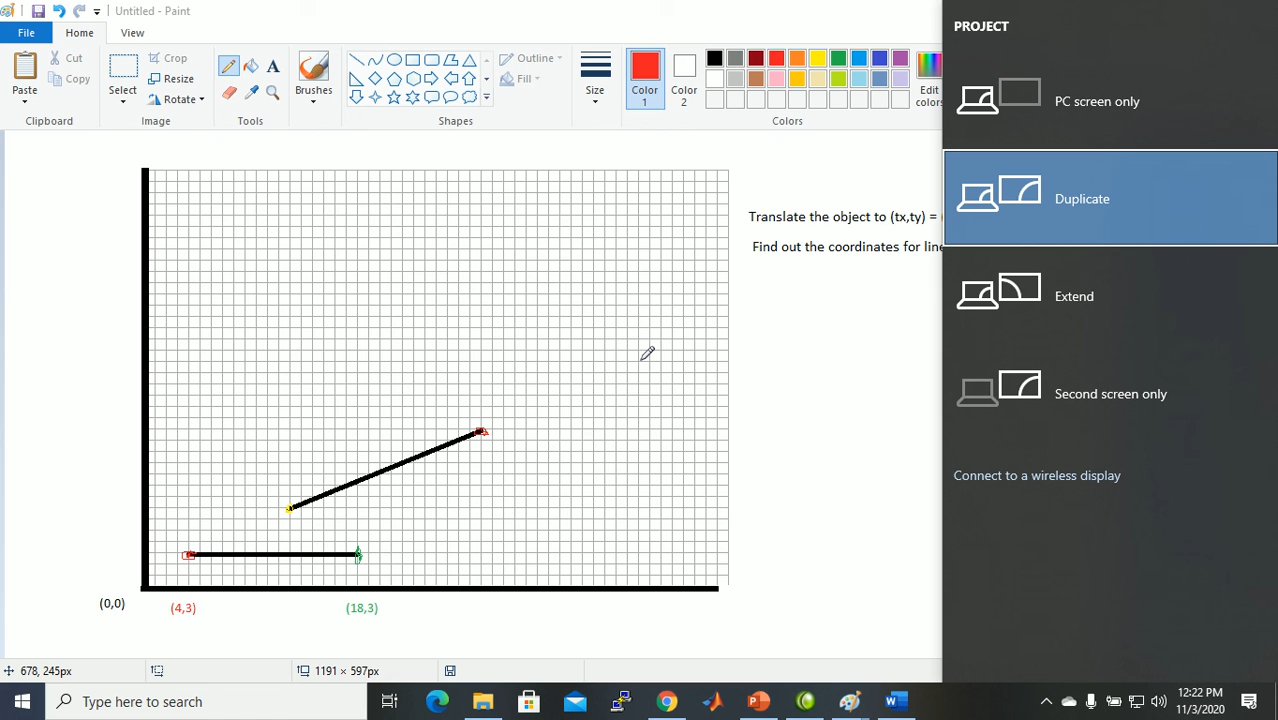 Untitled - Paint
File
Home
View
Paste
Cut
Copy
Clipboard
Select
Crop
Resize
Rotate
Image
Tools
Brushes
Outline
Fill
Shapes
Size
Color 1
Color 2
Edit colors
Colors
Translate the object to (tx,ty) =
Find out the coordinates for line
(0,0)
(4,3)
(18,3)
678, 245px
1191 × 597px
PROJECT
PC screen only
Duplicate
Extend
Second screen only
Connect to a wireless display
Type here to search
12:22 PM
11/3/2020